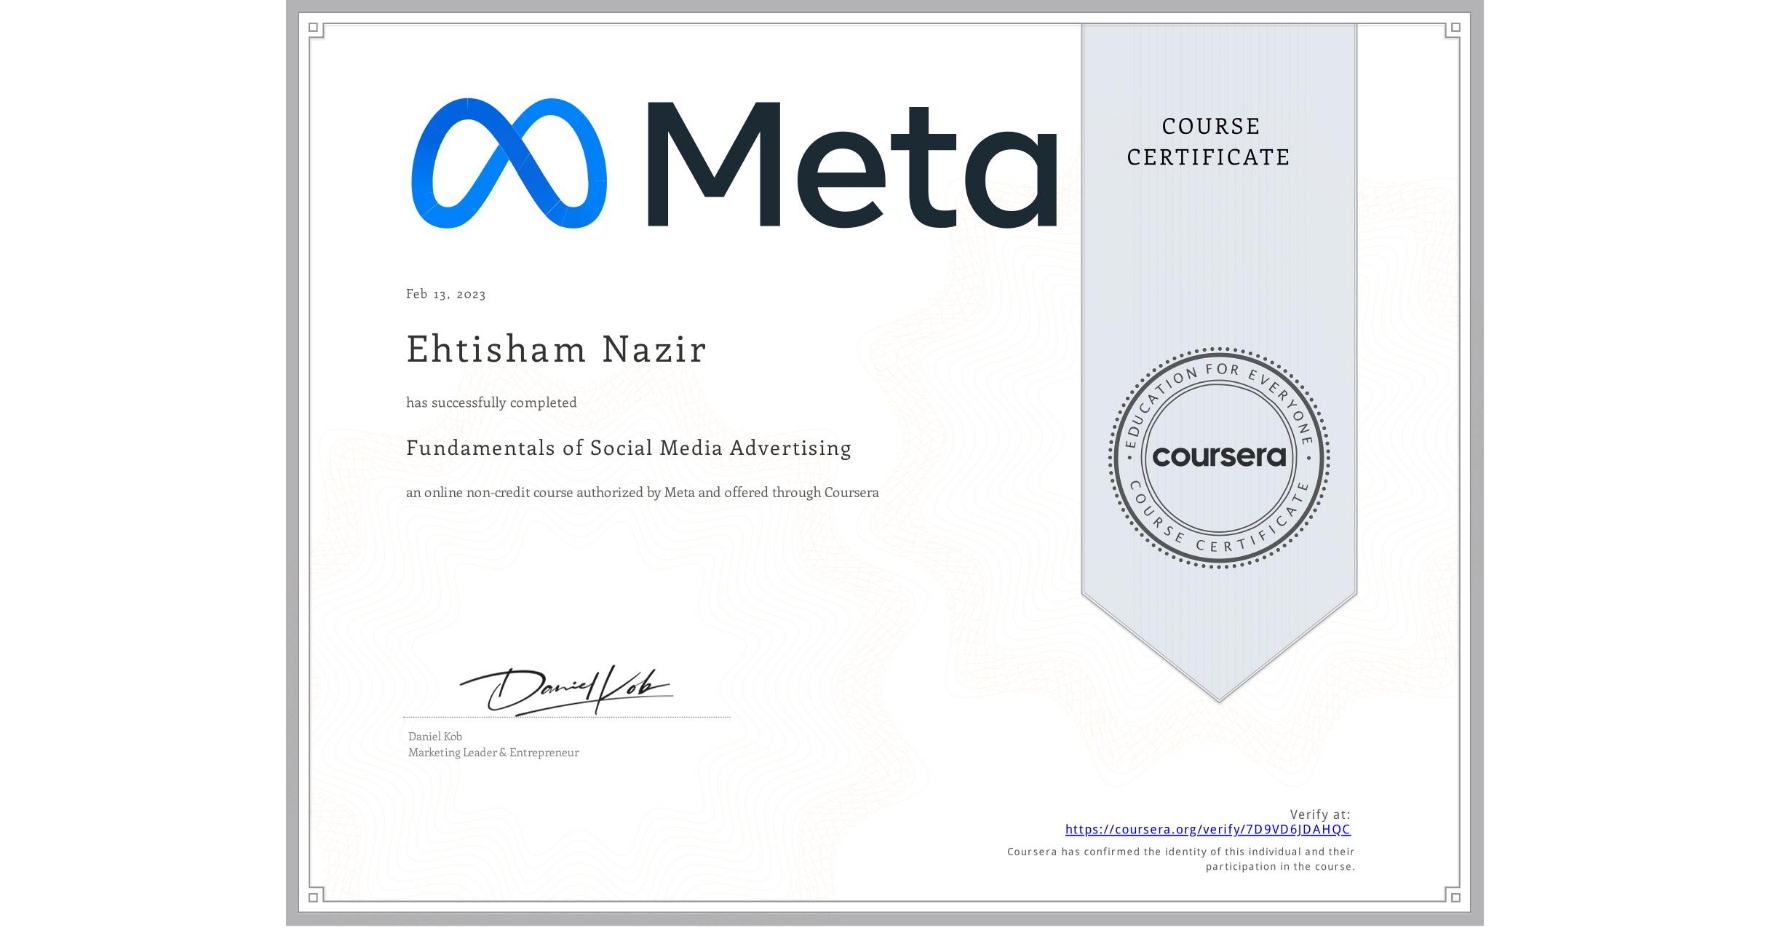 Meta
COURSE
CERTIFICATE
Feb 13, 2023
Ehtisham Nazir
has successfully completed
Fundamentals of Social Media Advertising
an online non-credit course authorized by Meta and offered through Coursera
EDUCATION FOR EVERYONE
coursera
COURSE CERTIFICATE
Daniel Kob
Daniel Kob
Marketing Leader & Entrepreneur
Verify at:
https://coursera.org/verify/7D9VD6JDAHQC
Coursera has confirmed the identity of this individual and their
participation in the course.